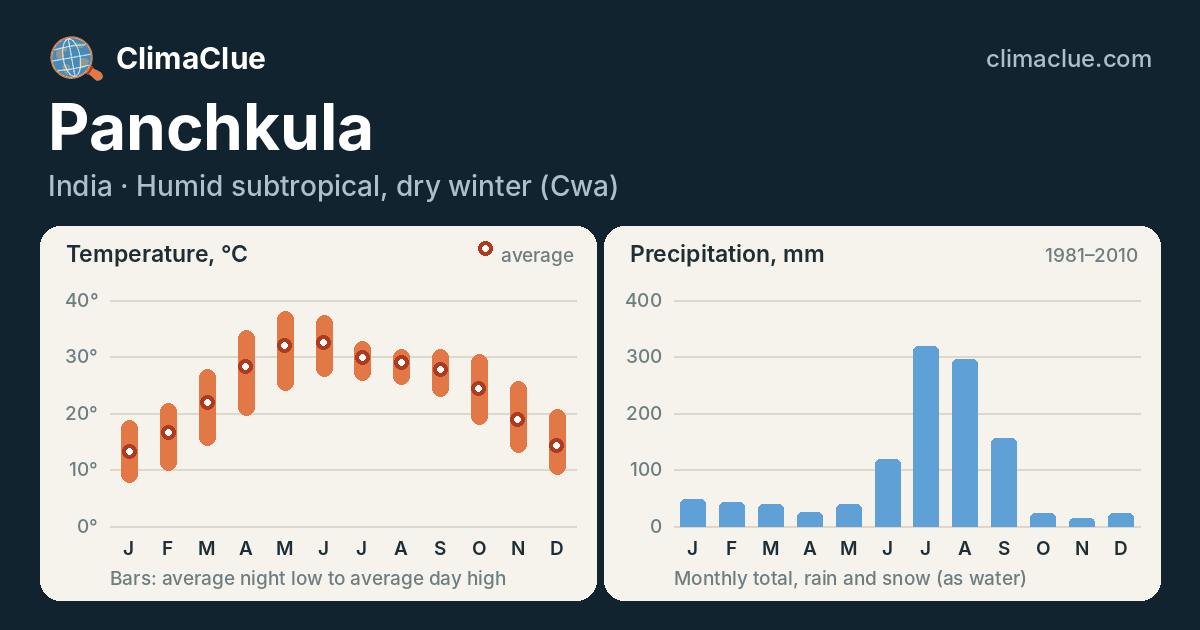 ClimaClue
climaclue.com
Panchkula
India · Humid subtropical, dry winter (Cwa)
Temperature, °C
average
40°
30°
20°
10°
0°
J F M A M J J A S O N D
Bars: average night low to average day high
Precipitation, mm
1981–2010
400
300
200
100
0
J F M A M J J A S O N D
Monthly total, rain and snow (as water)